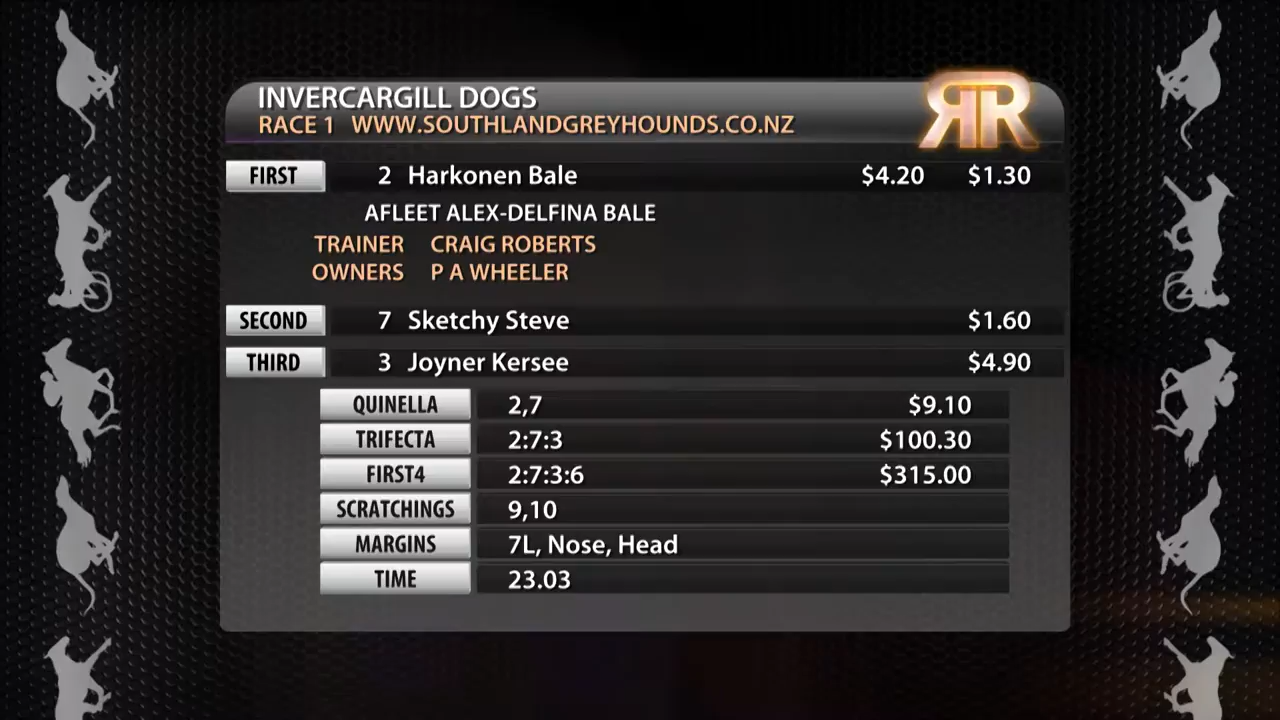 INVERCARGILL DOGS
RACE 1 WWW.SOUTHLANDGREYHOUNDS.CO.NZ
RR
FIRST 2 Harkonen Bale $4.20 $1.30
AFLEET ALEX-DELFINA BALE
TRAINER CRAIG ROBERTS
OWNERS P A WHEELER
SECOND 7 Sketchy Steve $1.60
THIRD 3 Joyner Kersee $4.90
QUINELLA 2,7 $9.10
TRIFECTA 2:7:3 $100.30
FIRST4 2:7:3:6 $315.00
SCRATCHINGS 9,10
MARGINS 7L, Nose, Head
TIME 23.03